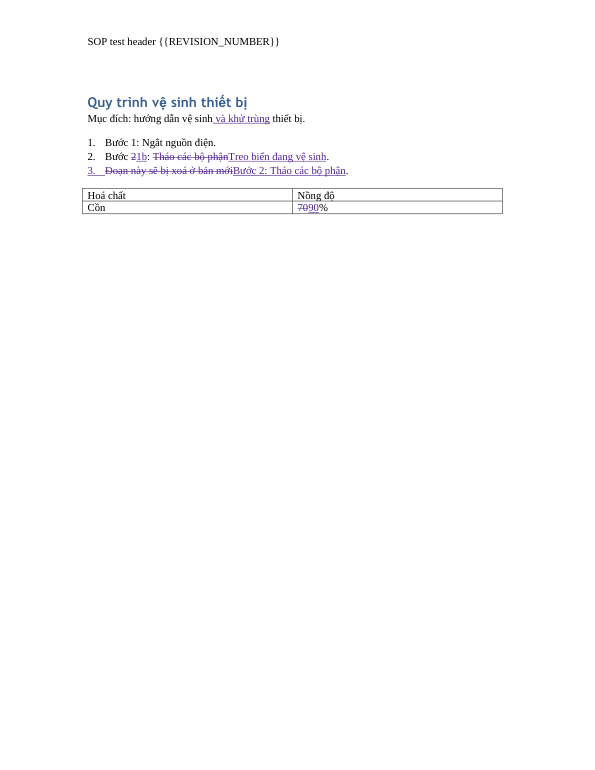 SOP test header {{REVISION_NUMBER}}
Quy trình vệ sinh thiết bị
Mục đích: hướng dẫn vệ sinh và khử trùng thiết bị.
1. Bước 1: Ngắt nguồn điện.
2. Bước 21b: Tháo các bộ phậnTreo biển đang vệ sinh.
3. Đoạn này sẽ bị xoá ở bản mớiBước 2: Tháo các bộ phận.
Hoá chất Nồng độ
Cồn 7090%